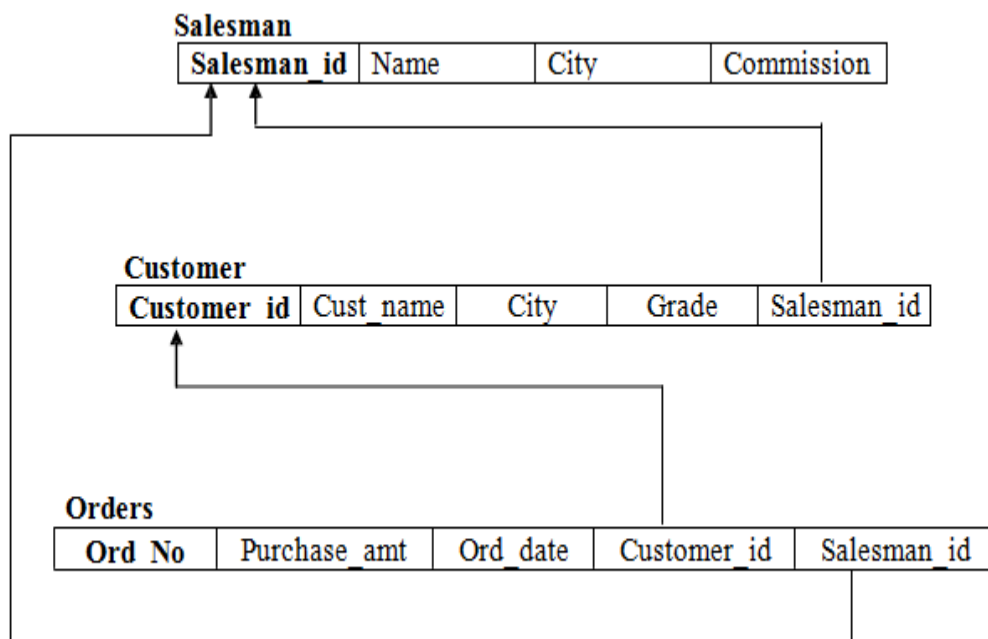 Salesman
Salesman_id Name City Commission
Customer
Customer_id Cust_name City Grade Salesman_id
Orders
Ord_No Purchase_amt Ord_date Customer_id Salesman_id